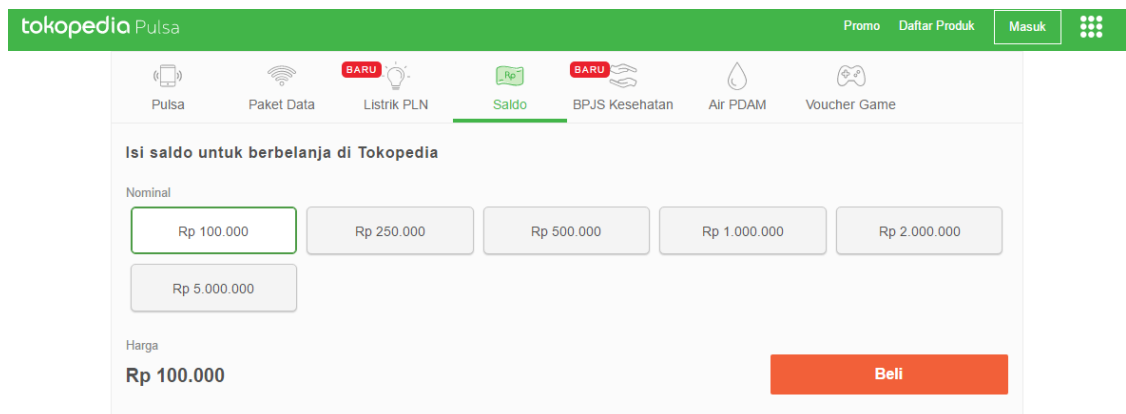 tokopedia Pulsa Promo Daftar Produk Masuk
BARU BARU
Rp
Pulsa Paket Data Listrik PLN Saldo BPJS Kesehatan Air PDAM Voucher Game
Isi saldo untuk berbelanja di Tokopedia
Nominal
Rp 100.000 Rp 250.000 Rp 500.000 Rp 1.000.000 Rp 2.000.000
Rp 5.000.000
Harga
Rp 100.000 Beli